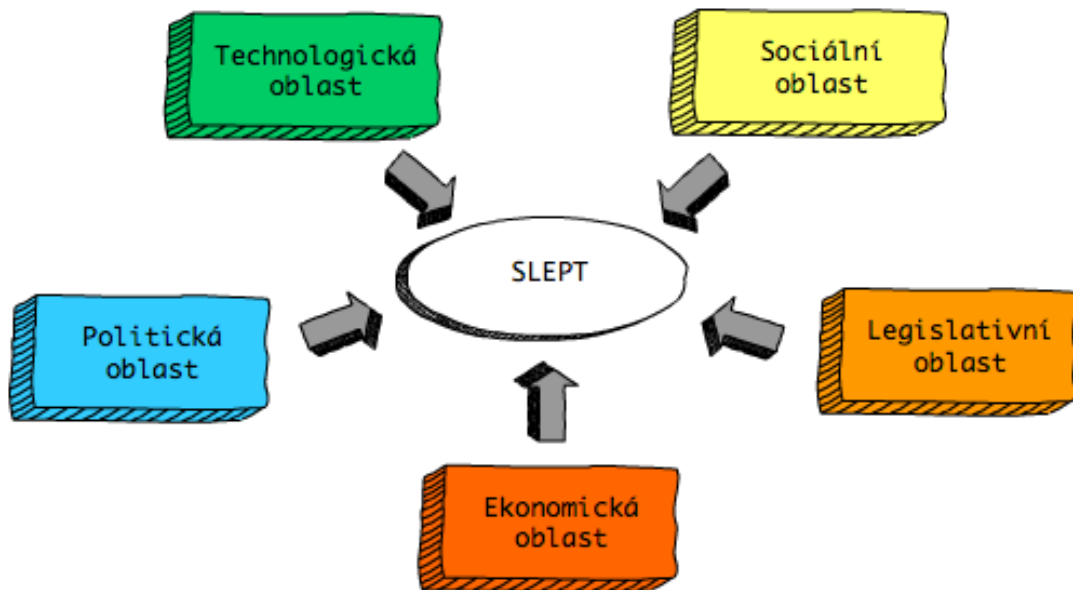 Technologická
oblast
Sociální
oblast
SLEPT
Politická
oblast
Legislativní
oblast
Ekonomická
oblast